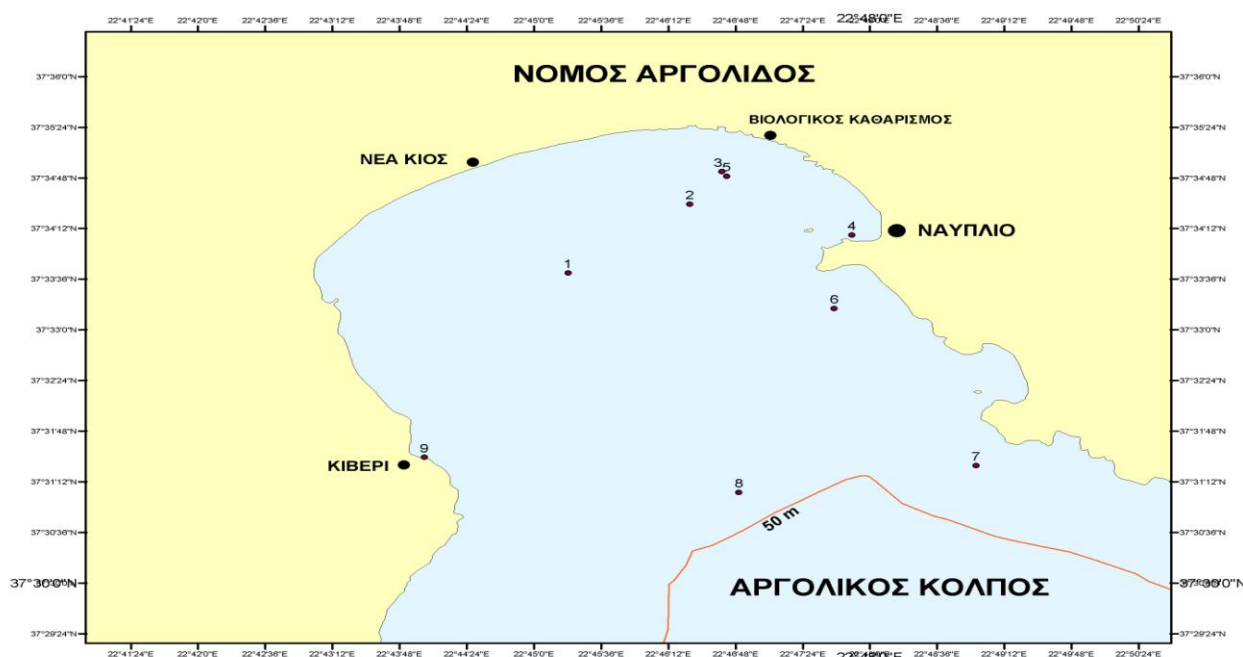 22°41'24"E 22°42'0"E 22°42'36"E 22°43'12"E 22°43'48"E 22°44'24"E 22°45'0"E 22°45'36"E 22°46'12"E 22°46'48"E 22°47'24"E 22°48'0"E 22°48'36"E 22°49'12"E 22°49'48"E 22°50'24"E
37°36'0"N ΝΟΜΟΣ ΑΡΓΟΛΙΔΟΣ 37°36'0"N
37°35'24"N ΒΙΟΛΟΓΙΚΟΣ ΚΑΘΑΡΙΣΜΟΣ 37°35'24"N
ΝΕΑ ΚΙΟΣ 3
5
37°34'48"N 37°34'48"N
2
37°34'12"N 4 ΝΑΥΠΛΙΟ 37°34'12"N
1
37°33'36"N 37°33'36"N
6
37°33'0"N 37°33'0"N
37°32'24"N 37°32'24"N
37°31'48"N 37°31'48"N
ΚΙΒΕΡΙ 9 7
37°31'12"N 8 37°31'12"N
50 m
37°30'36"N 37°30'36"N
37°30'0"N ΑΡΓΟΛΙΚΟΣ ΚΟΛΠΟΣ 37°30'0"N
37°29'24"N 37°29'24"N
22°41'24"E 22°42'0"E 22°42'36"E 22°43'12"E 22°43'48"E 22°44'24"E 22°45'0"E 22°45'36"E 22°46'12"E 22°46'48"E 22°47'24"E 22°48'0"E 22°48'36"E 22°49'12"E 22°49'48"E 22°50'24"E